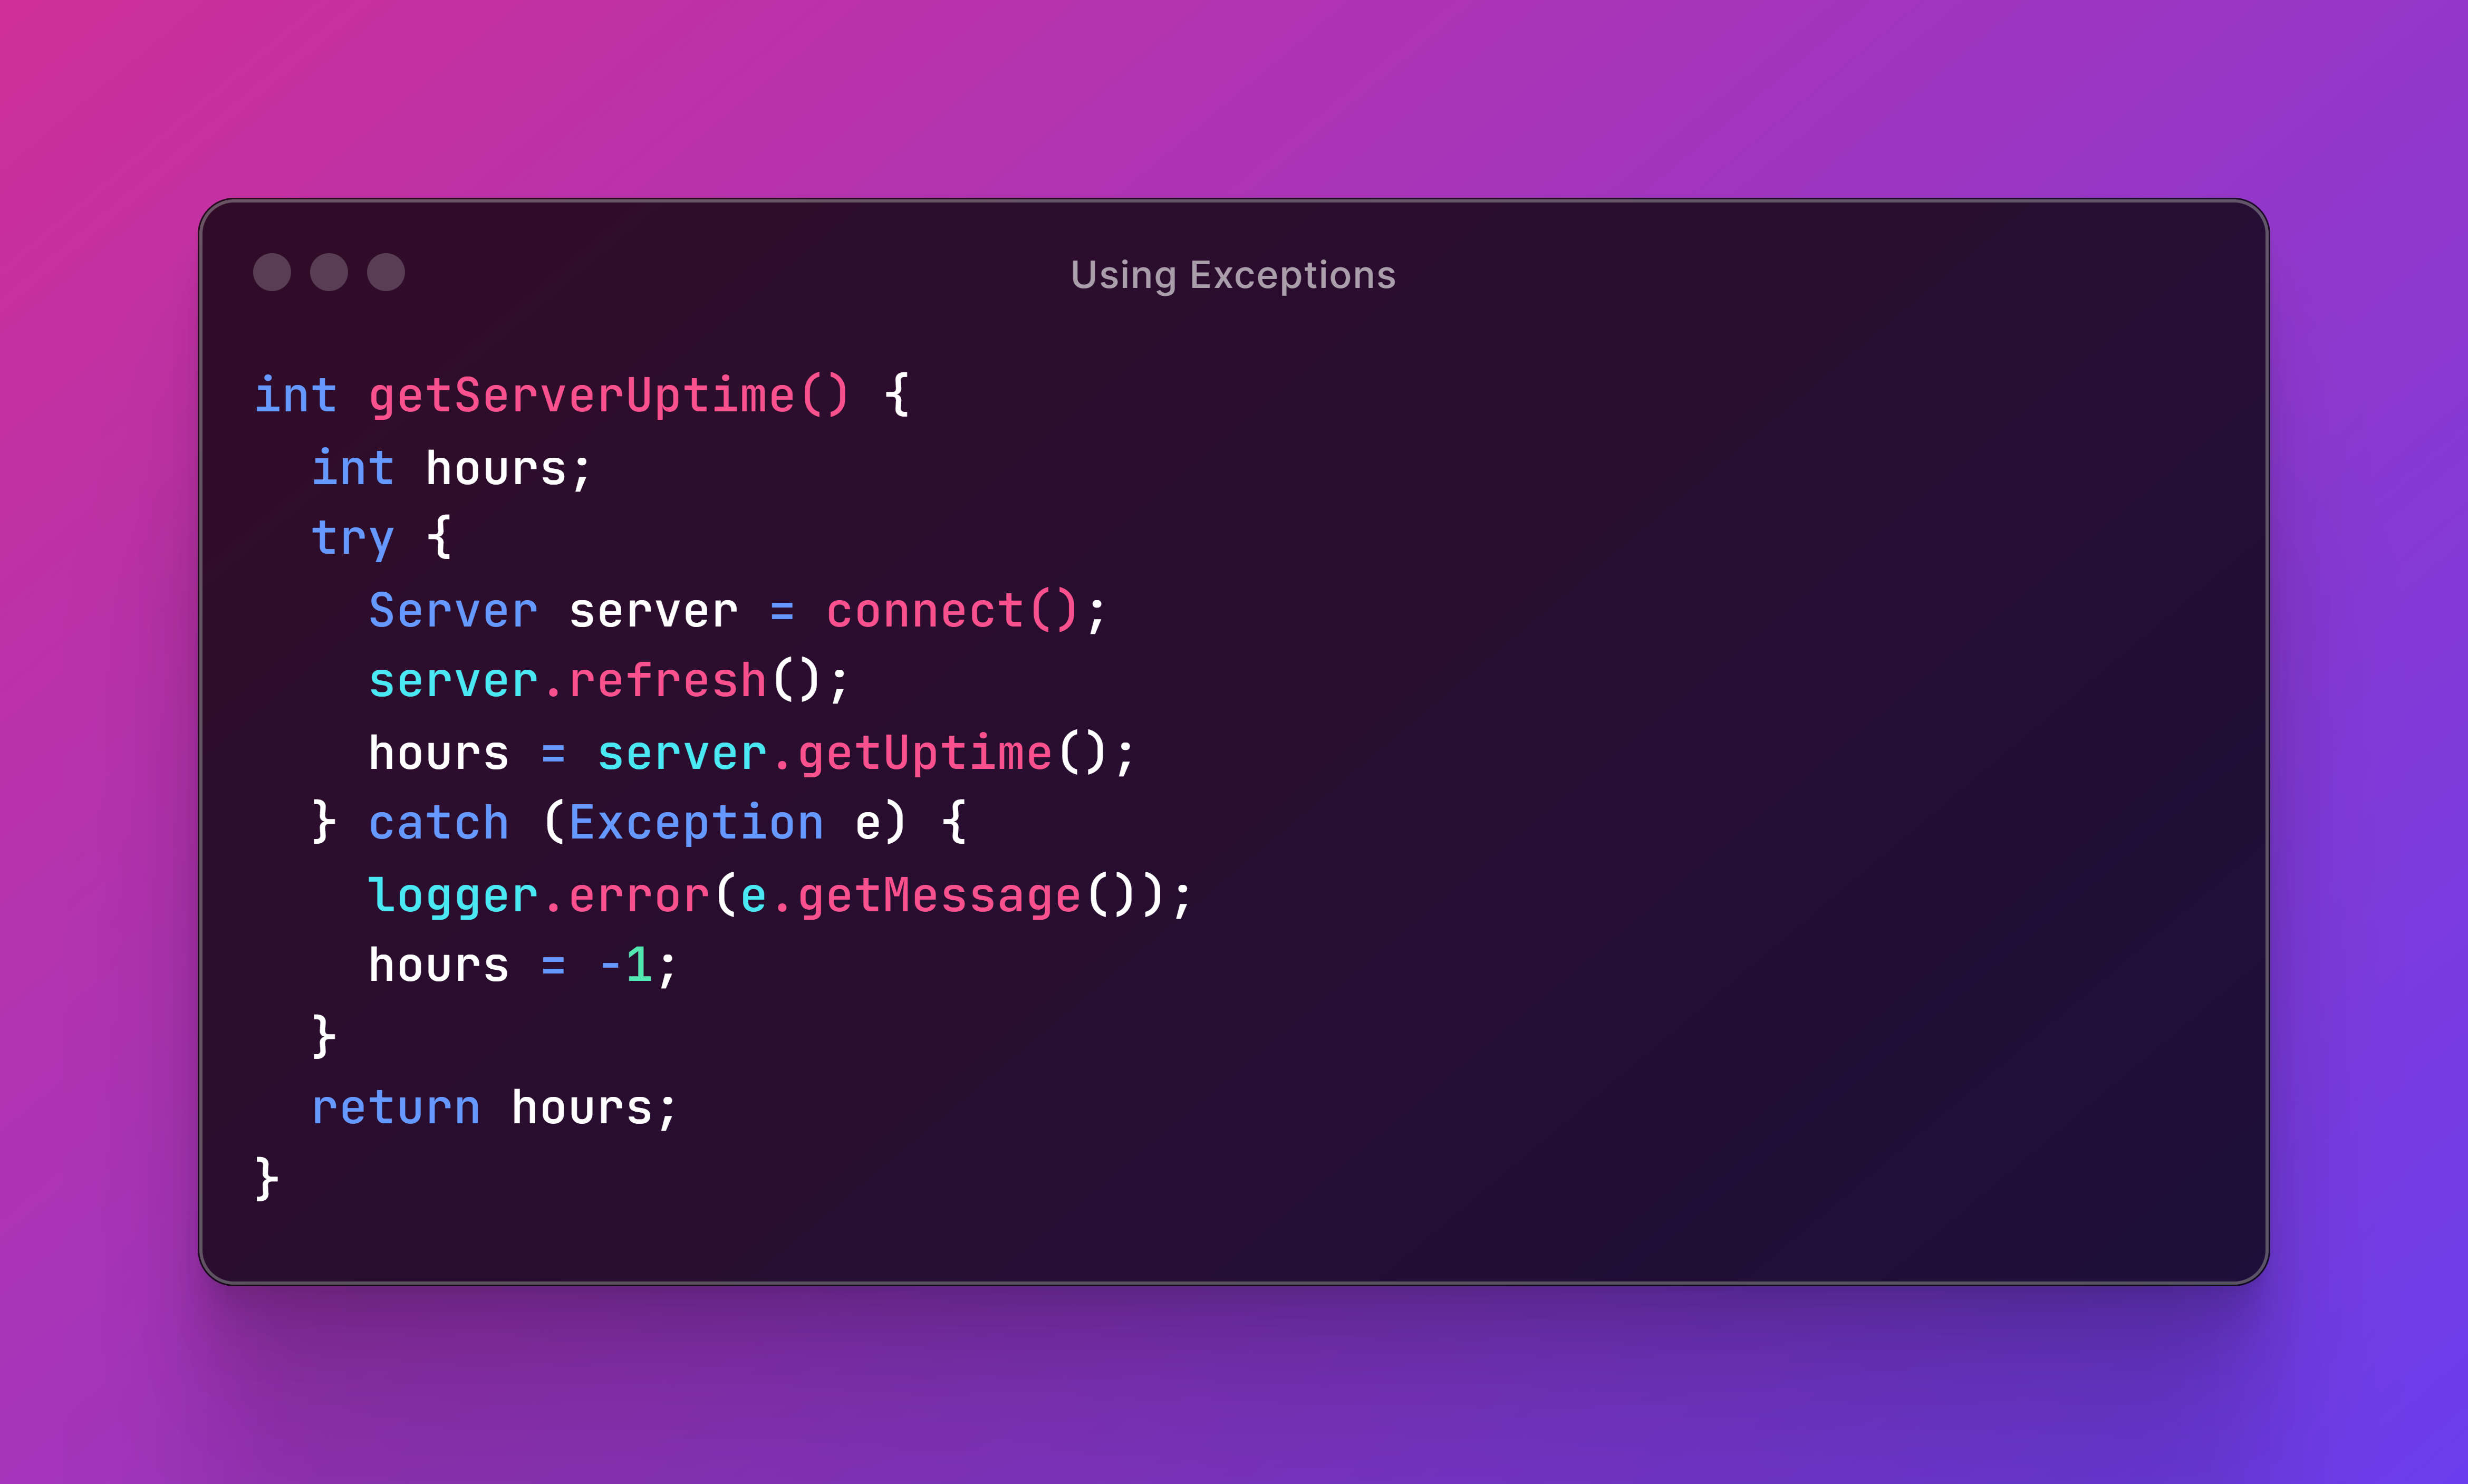 Using Exceptions
int getServerUptime() {
  int hours;
  try {
    Server server = connect();
    server.refresh();
    hours = server.getUptime();
  } catch (Exception e) {
    logger.error(e.getMessage());
    hours = -1;
  }
  return hours;
}